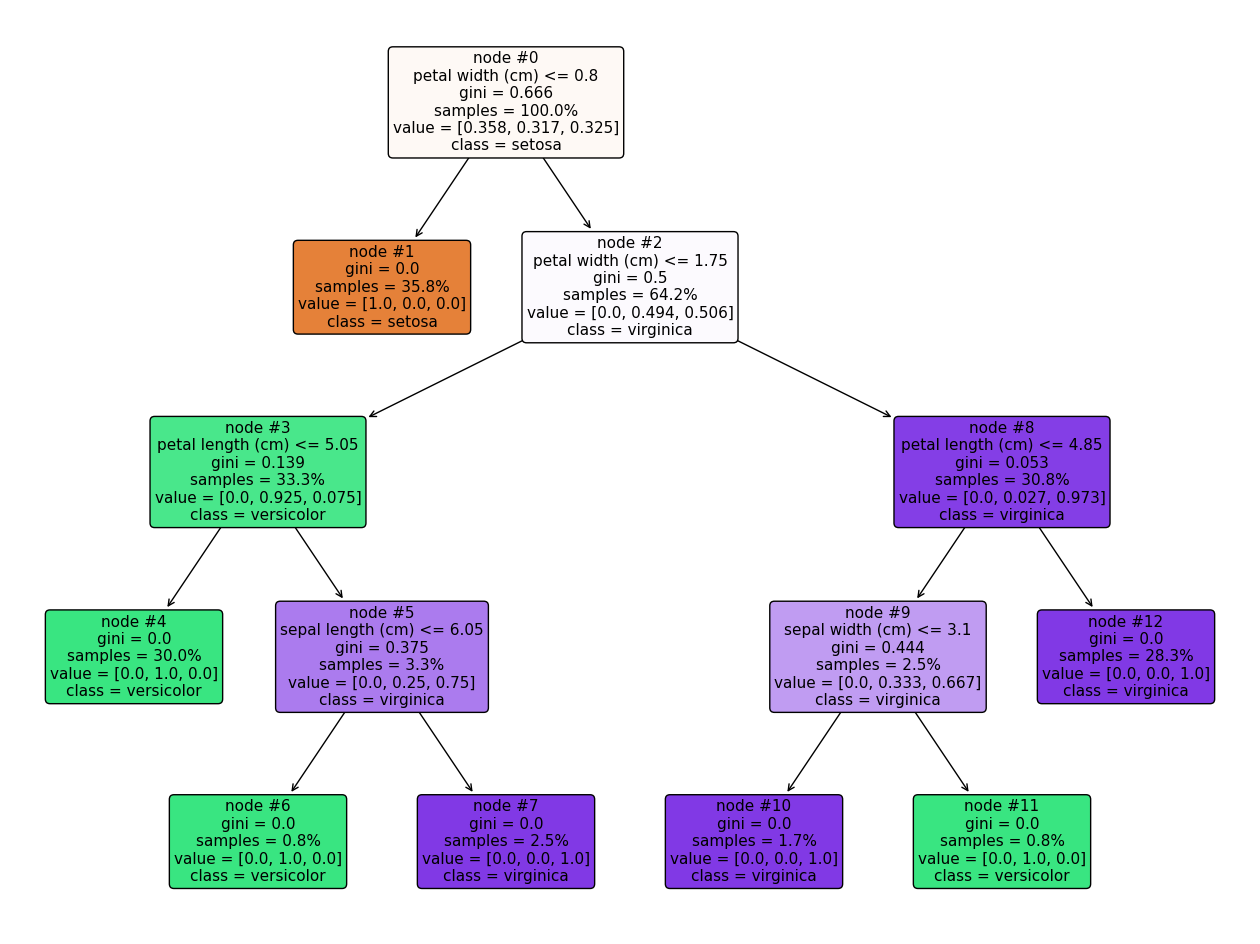 node #0
petal width (cm) <= 0.8
gini = 0.666
samples = 100.0%
value = [0.358, 0.317, 0.325]
class = setosa
node #1
gini = 0.0
samples = 35.8%
value = [1.0, 0.0, 0.0]
class = setosa
node #2
petal width (cm) <= 1.75
gini = 0.5
samples = 64.2%
value = [0.0, 0.494, 0.506]
class = virginica
node #3
petal length (cm) <= 5.05
gini = 0.139
samples = 33.3%
value = [0.0, 0.925, 0.075]
class = versicolor
node #8
petal length (cm) <= 4.85
gini = 0.053
samples = 30.8%
value = [0.0, 0.027, 0.973]
class = virginica
node #4
gini = 0.0
samples = 30.0%
value = [0.0, 1.0, 0.0]
class = versicolor
node #5
sepal length (cm) <= 6.05
gini = 0.375
samples = 3.3%
value = [0.0, 0.25, 0.75]
class = virginica
node #9
sepal width (cm) <= 3.1
gini = 0.444
samples = 2.5%
value = [0.0, 0.333, 0.667]
class = virginica
node #12
gini = 0.0
samples = 28.3%
value = [0.0, 0.0, 1.0]
class = virginica
node #6
gini = 0.0
samples = 0.8%
value = [0.0, 1.0, 0.0]
class = versicolor
node #7
gini = 0.0
samples = 2.5%
value = [0.0, 0.0, 1.0]
class = virginica
node #10
gini = 0.0
samples = 1.7%
value = [0.0, 0.0, 1.0]
class = virginica
node #11
gini = 0.0
samples = 0.8%
value = [0.0, 1.0, 0.0]
class = versicolor